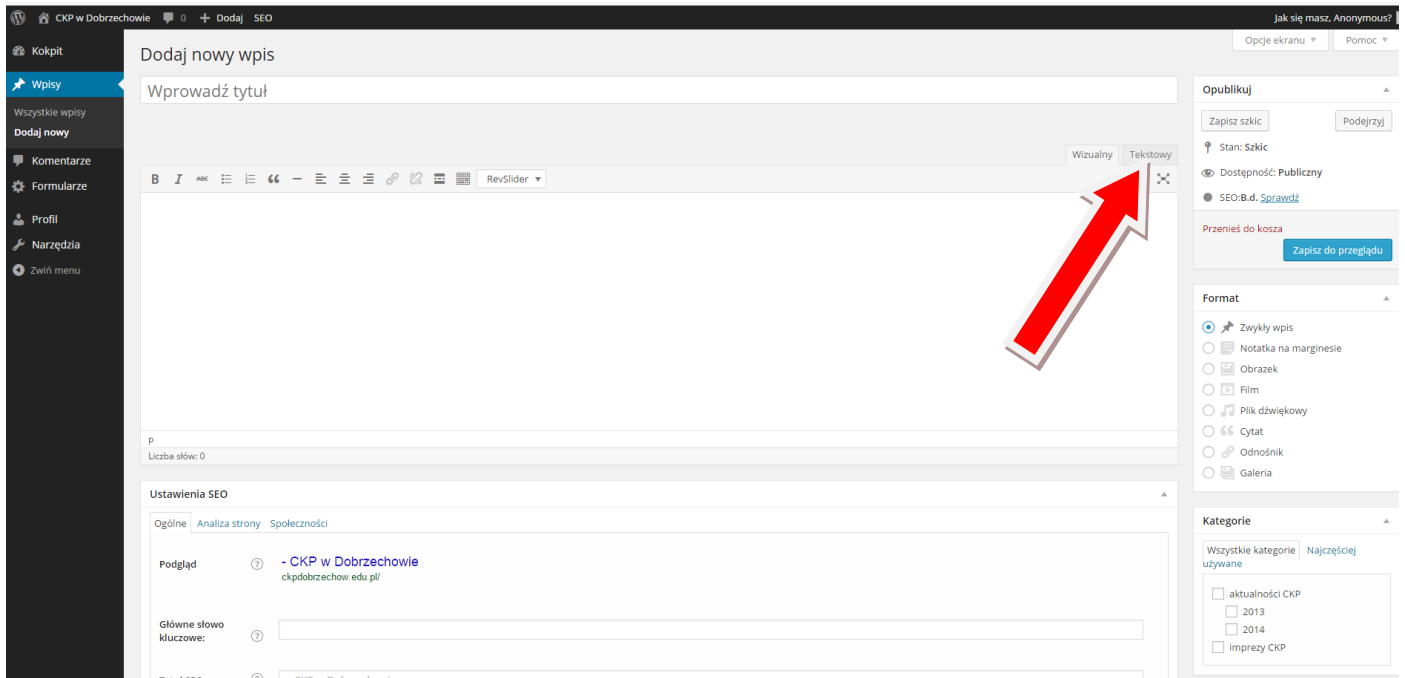 CKP w Dobrzechowie 0 + Dodaj SEO
Jak się masz, Anonymous?
Opcje ekranu Pomoc
Kokpit
Wpisy
Wszystkie wpisy
Dodaj nowy
Komentarze
Formularze
Profil
Narzędzia
Zwiń menu
Dodaj nowy wpis
Wprowadź tytuł
Wizualny Tekstowy
B I ABC RevSlider
p
Liczba słów: 0
Ustawienia SEO
Ogólne Analiza strony Społeczności
Podgląd ? - CKP w Dobrzechowie
ckpdobrzechow.edu.pl/
Główne słowo
kluczowe: ?
Opublikuj
Zapisz szkic Podejrzyj
Stan: Szkic
Dostępność: Publiczny
SEO:B.d. Sprawdź
Przenieś do kosza
Zapisz do przeglądu
Format
Zwykły wpis
Notatka na marginesie
Obrazek
Film
Plik dźwiękowy
Cytat
Odnośnik
Galeria
Kategorie
Wszystkie kategorie Najczęściej
używane
aktualności CKP
2013
2014
imprezy CKP